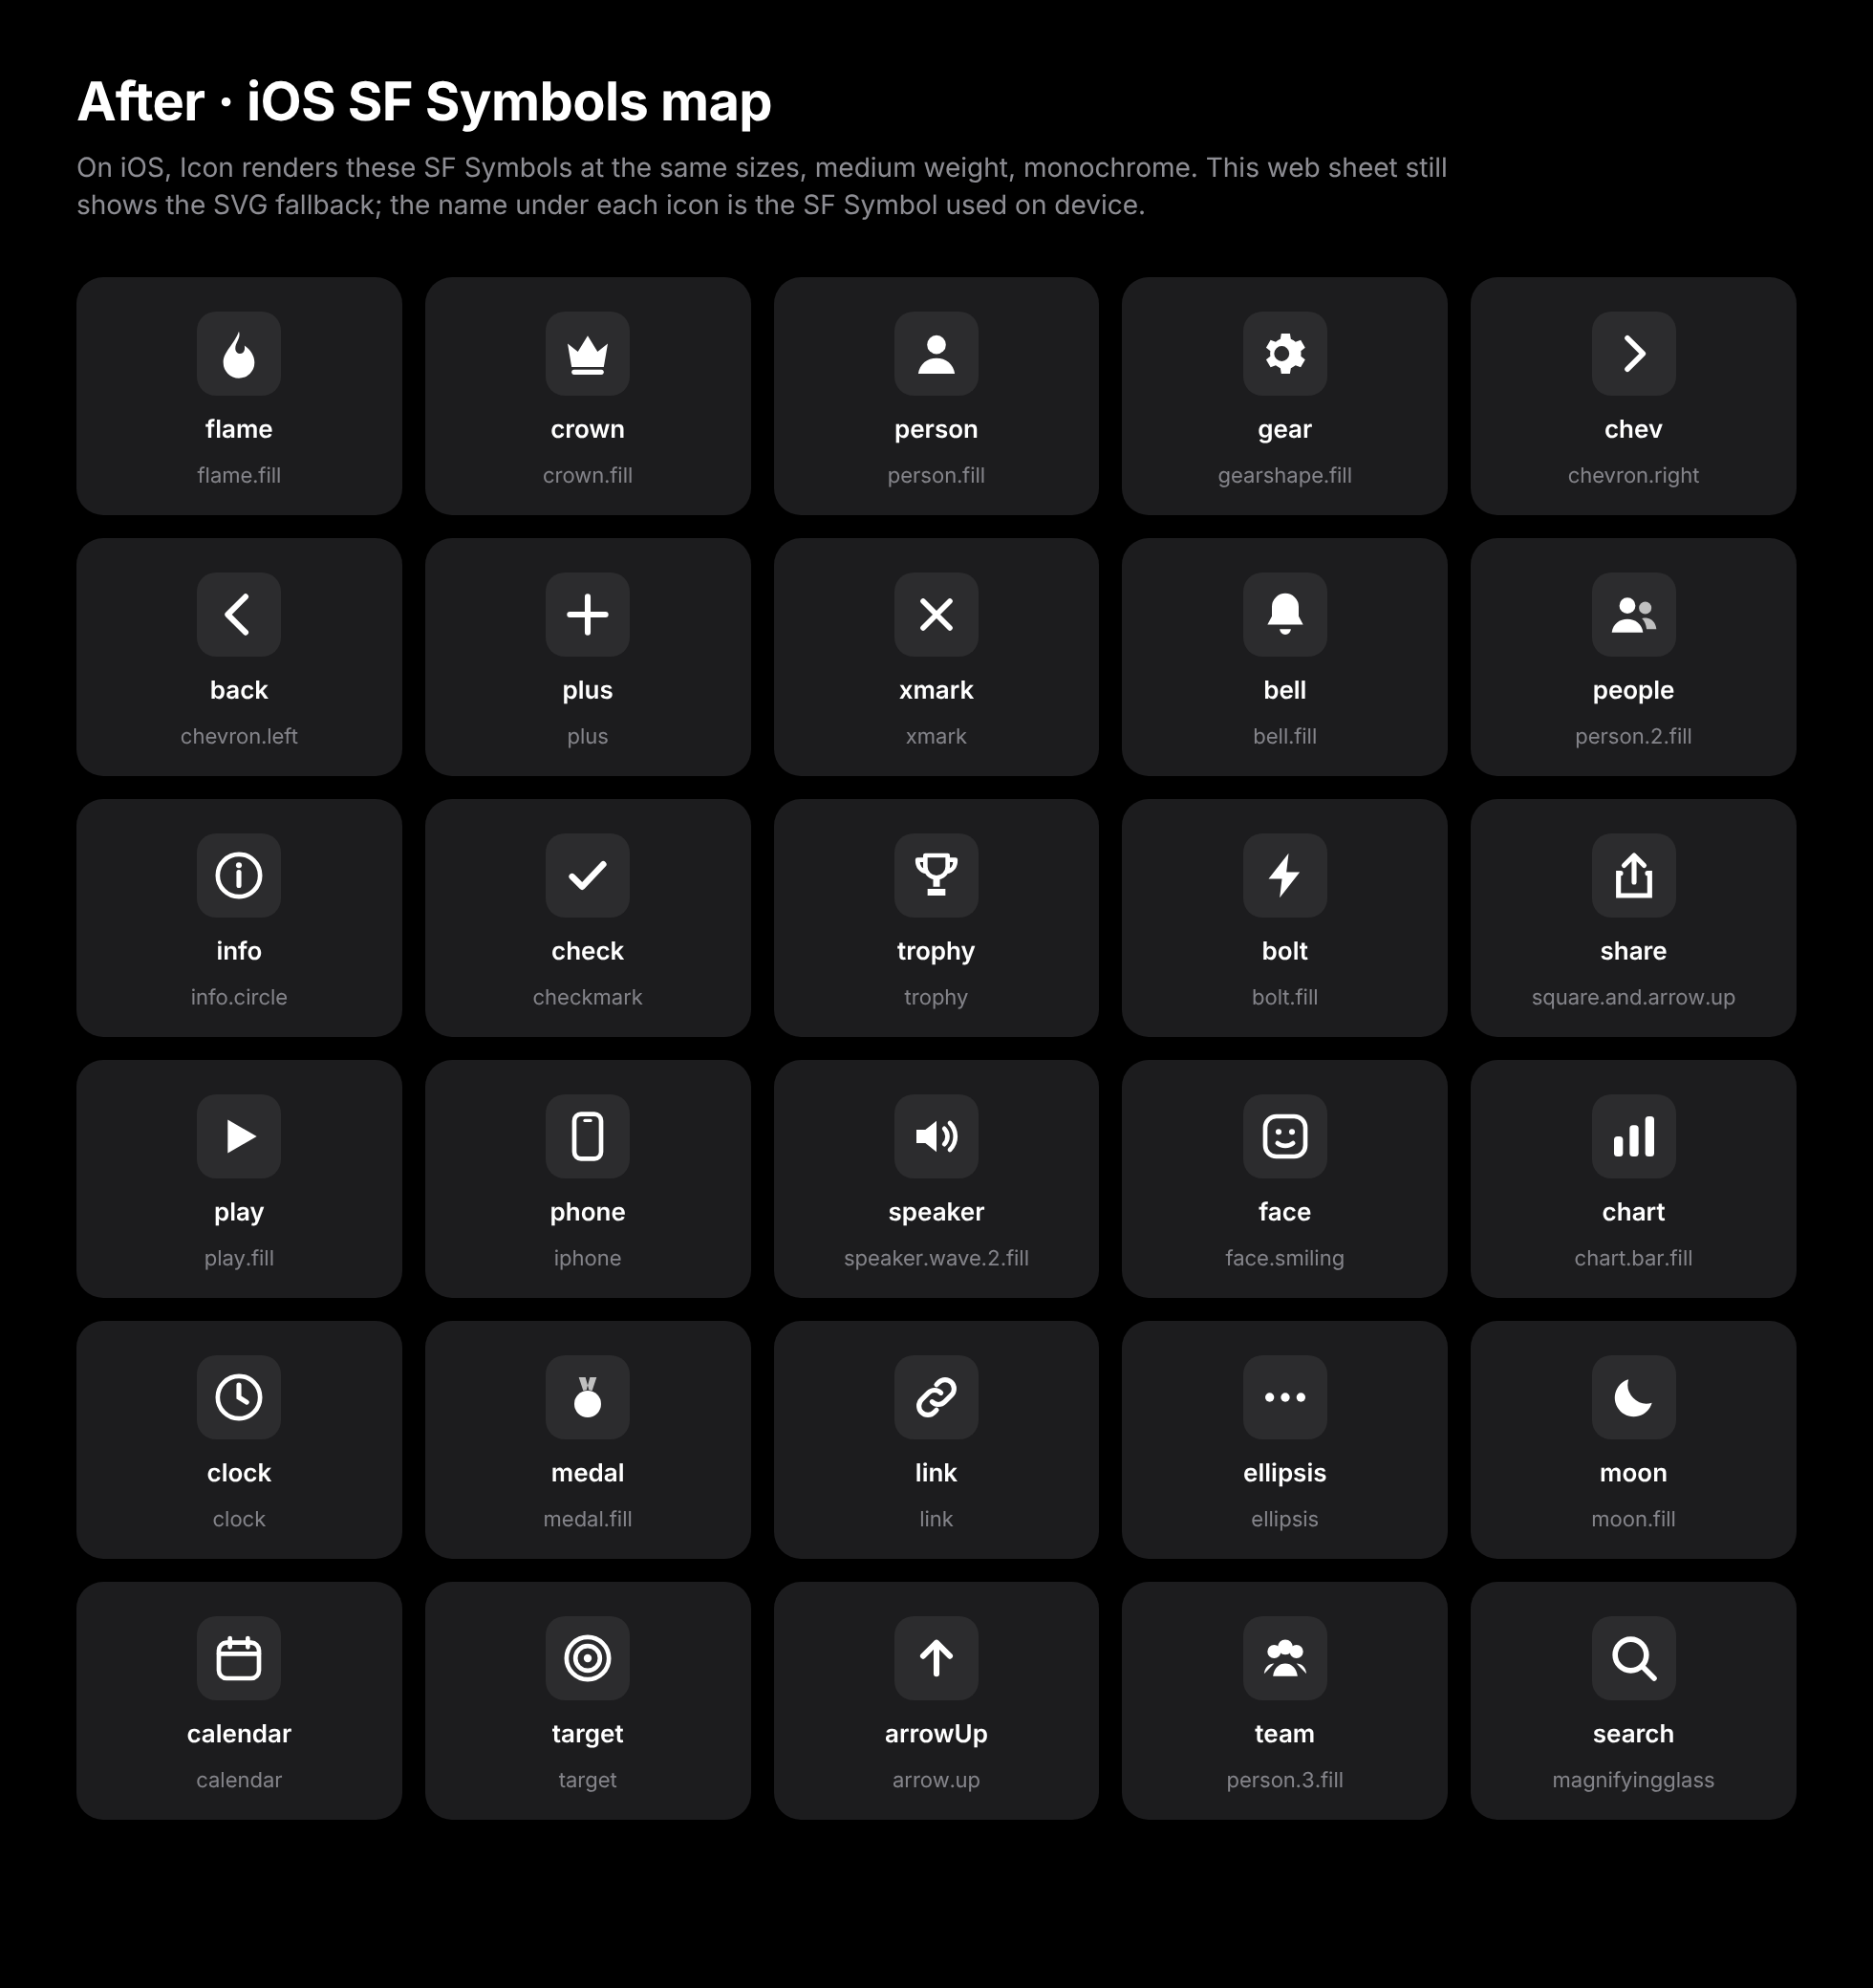 After · iOS SF Symbols map
On iOS, Icon renders these SF Symbols at the same sizes, medium weight, monochrome. This web sheet still
shows the SVG fallback; the name under each icon is the SF Symbol used on device.
flame
flame.fill
crown
crown.fill
person
person.fill
gear
gearshape.fill
chev
chevron.right
back
chevron.left
plus
plus
xmark
xmark
bell
bell.fill
people
person.2.fill
info
info.circle
check
checkmark
trophy
trophy
bolt
bolt.fill
share
square.and.arrow.up
play
play.fill
phone
iphone
speaker
speaker.wave.2.fill
face
face.smiling
chart
chart.bar.fill
clock
clock
medal
medal.fill
link
link
ellipsis
ellipsis
moon
moon.fill
calendar
calendar
target
target
arrowUp
arrow.up
team
person.3.fill
search
magnifyingglass